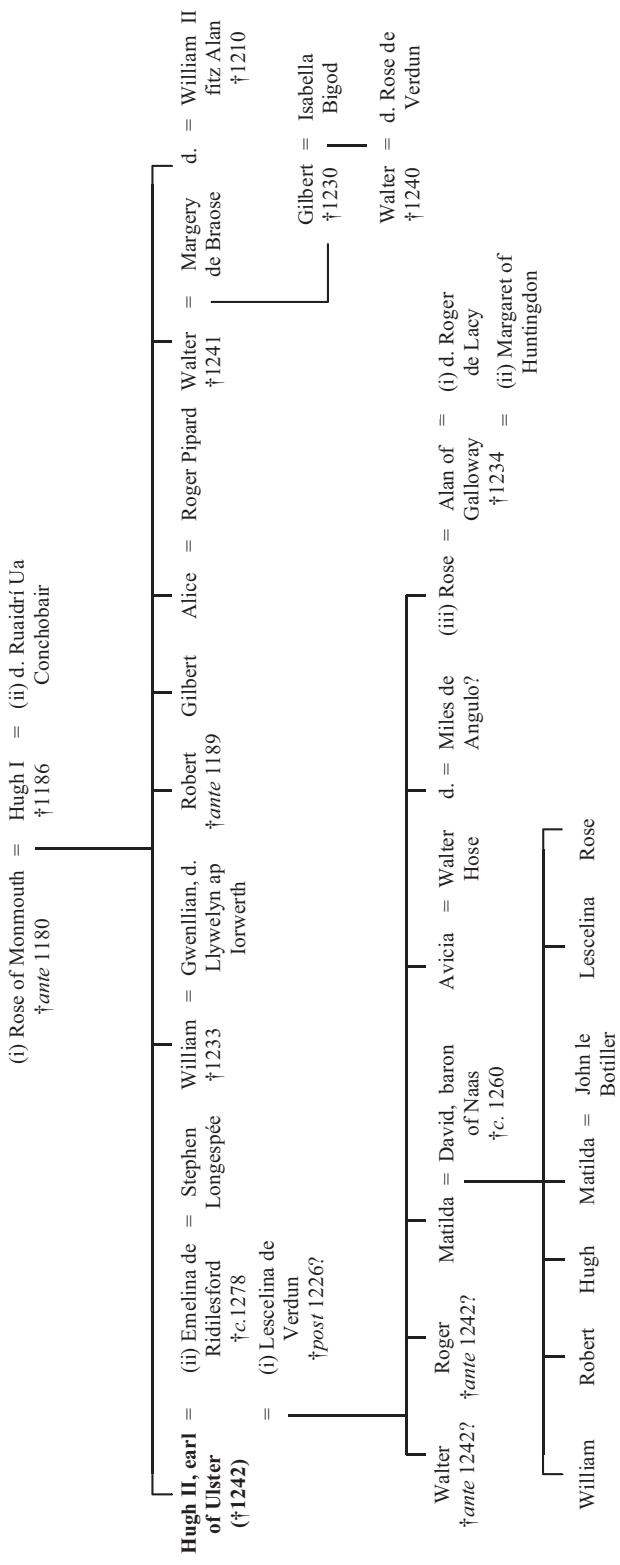 (i) Rose of Monmouth = Hugh I = (ii) d. Ruaidrí Ua
†ante 1180 †1186 Conchobair
Hugh II, earl = (ii) Emelina de = Stephen William = Gwenllian, d. Robert Gilbert Alice = Roger Pipard Walter = Margery d. = William II
of Ulster Ridilesford Longespée †1233 Llywelyn ap †ante 1189 †1241 de Braose fitz Alan
(†1242) †c.1278 Iorwerth †1210
= (i) Lescelina de
Verdun
†post 1226?
Gilbert = Isabella
†1230 Bigod
Walter = d. Rose de
†1240 Verdun
Walter Roger Matilda = David, baron Avicia = Walter d. = Miles de (iii) Rose = Alan of = (i) d. Roger
†ante 1242? †ante 1242? of Naas Hose Angulo? Galloway de Lacy
†c. 1260 †1234 = (ii) Margaret of
Huntingdon
William Robert Hugh Matilda = John le Lescelina Rose
Botiller